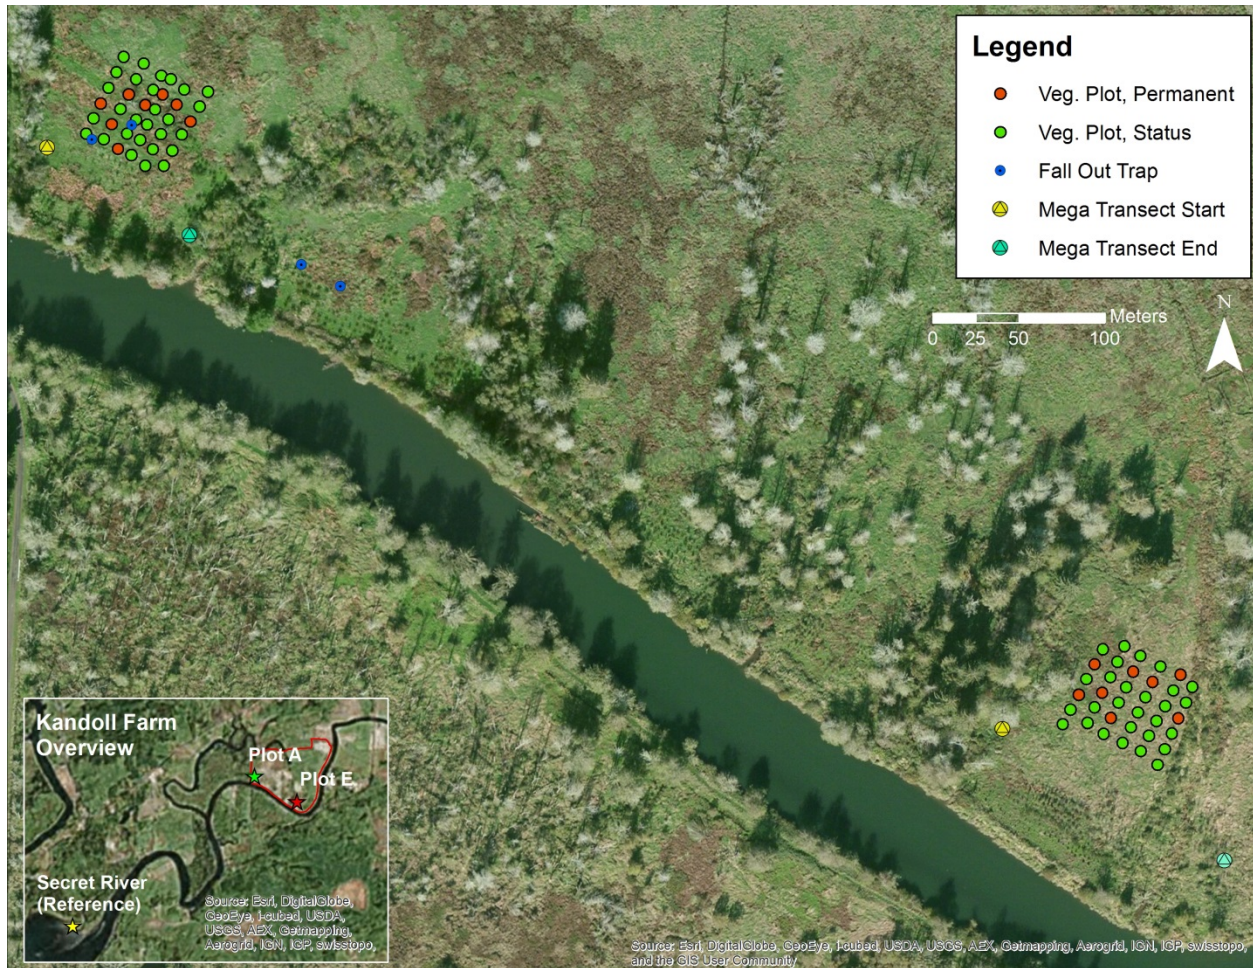 Legend
Veg. Plot, Permanent
Veg. Plot, Status
Fall Out Trap
Mega Transect Start
Mega Transect End
N
Meters
0 25 50 100
Kandoll Farm
Overview
Plot A
Plot E
Secret River
(Reference)
Source: Esri, DigitalGlobe,
GeoEye, i-cubed, USDA,
USGS, AEX, Getmapping,
Aerogrid, IGN, IGP, swisstopo,
Source: Esri, DigitalGlobe, GeoEye, i-cubed, USDA, USGS, AEX, Getmapping, Aerogrid, IGN, IGP, swisstopo,
and the GIS User Community